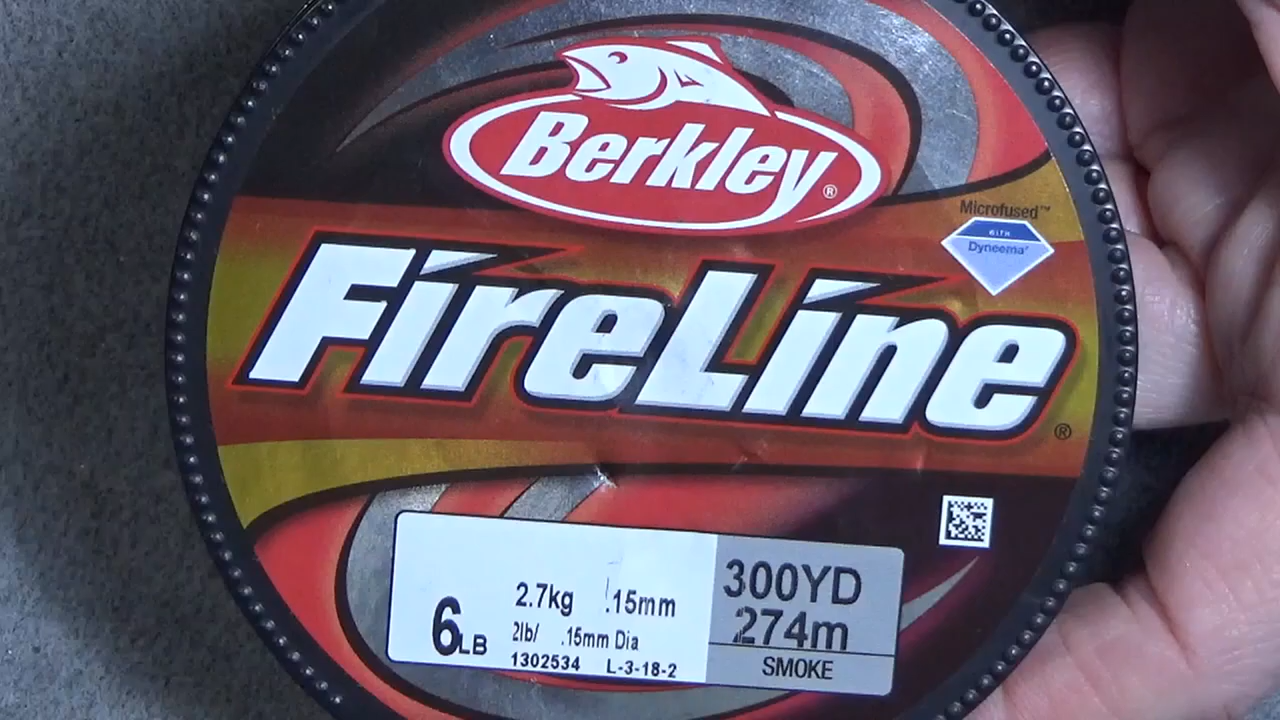 Berkley®
Microfused™
WITH
Dyneema®
FireLine®
300YD
274m
SMOKE
2.7kg .15mm
6LB
2lb/ .15mm Dia
1302534 L-3-18-2